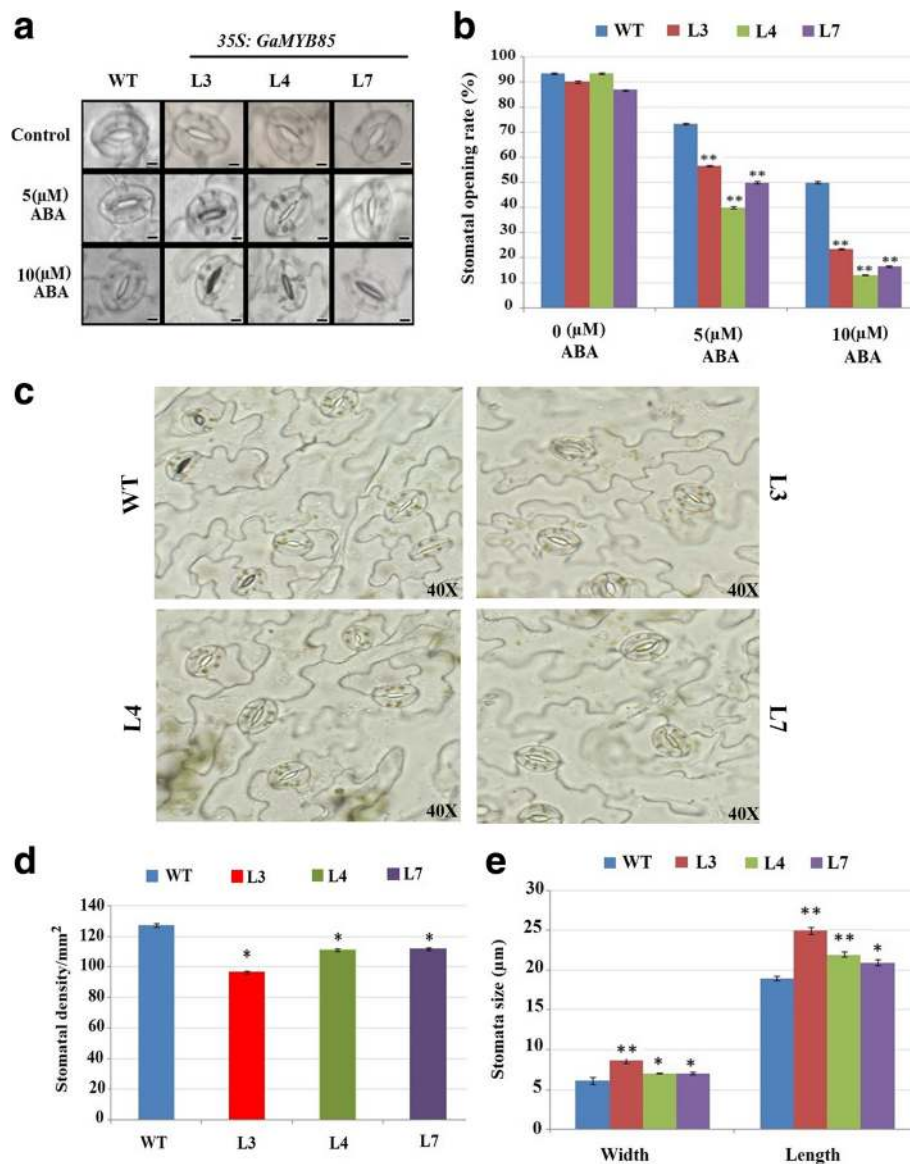 a
35S: GaMYB85
WT L3 L4 L7
Control
5(µM)
ABA
10(µM)
ABA
b
WT L3 L4 L7
Stomatal opening rate (%)
100
90
80
70
60
50
40
30
20
10
0
** ** **
** ** **
0 (µM)
ABA
5(µM)
ABA
10(µM)
ABA
c
WT
40X
L3
40X
L4
40X
L7
40X
d
WT L3 L4 L7
Stomatal density/mm2
140
120
100
80
60
40
20
0
* * *
WT L3 L4 L7
e
WT L3 L4 L7
Stomata size (µm)
30
25
20
15
10
5
0
** * *
** ** *
Width Length